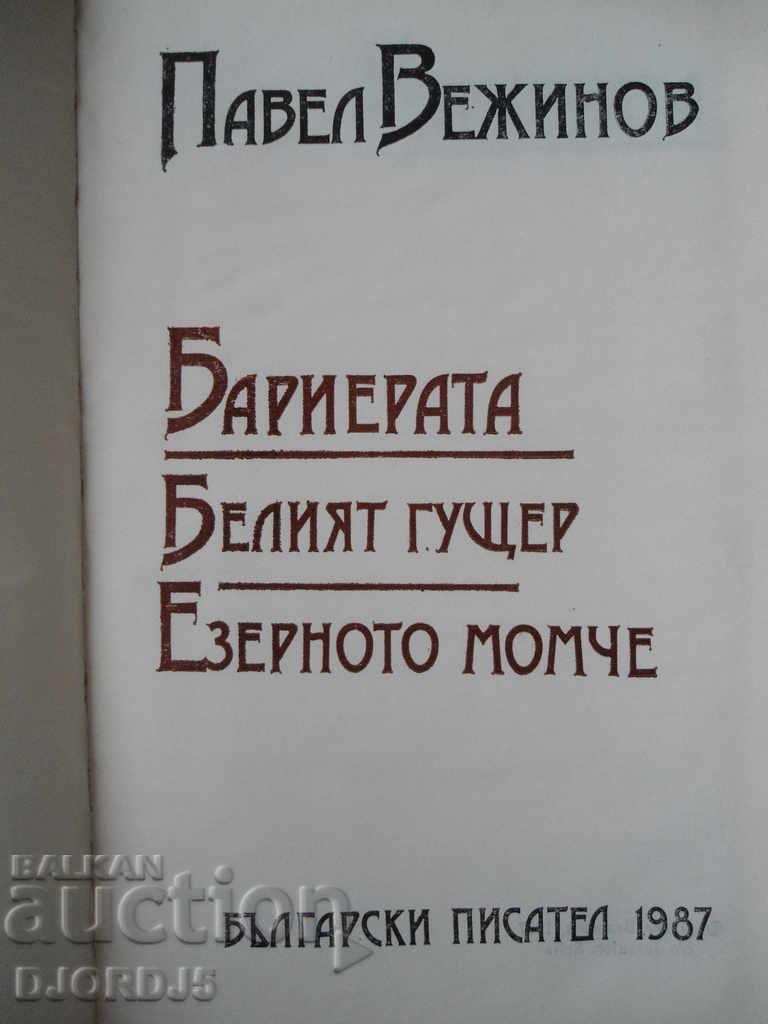 Павел Вежинов
Бариерата
Белият гущер
Езерното момче
Български писател 1987
BALKAN
auction
DJORDJ5